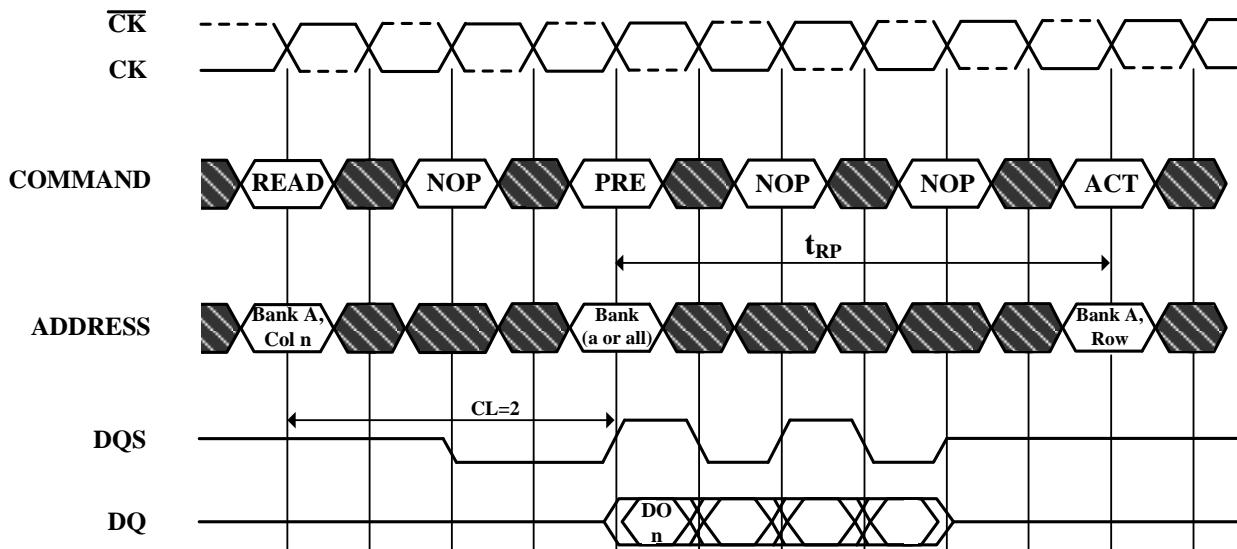 CK
CK
COMMAND READ NOP PRE NOP NOP ACT
tRP
ADDRESS Bank A, Col n Bank (a or all) Bank A, Row
CL=2
DQS
DQ DO n